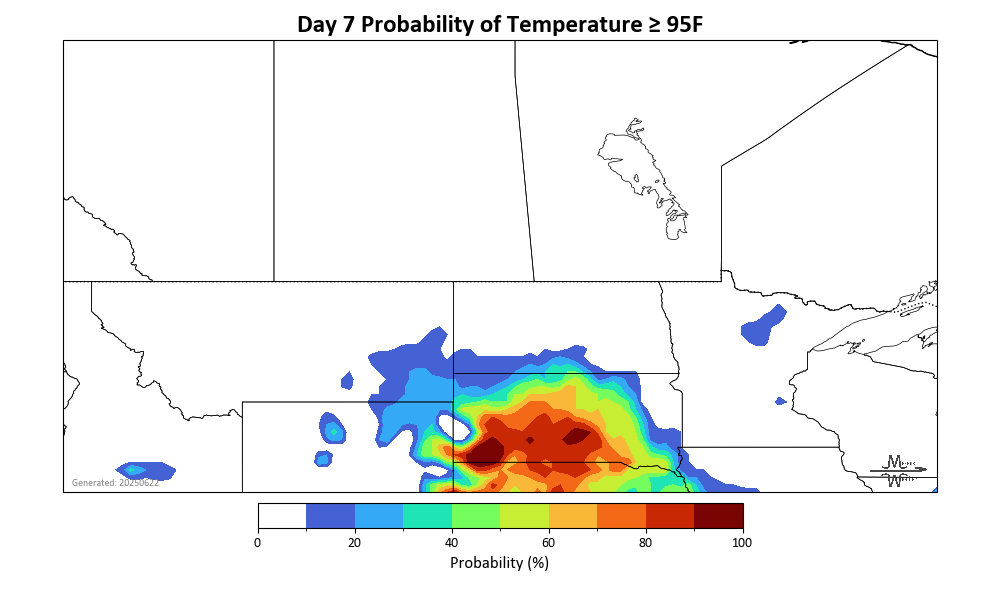 Day 7 Probability of Temperature ≥ 95F
Generated: 20250622
0 20 40 60 80 100
Probability (%)